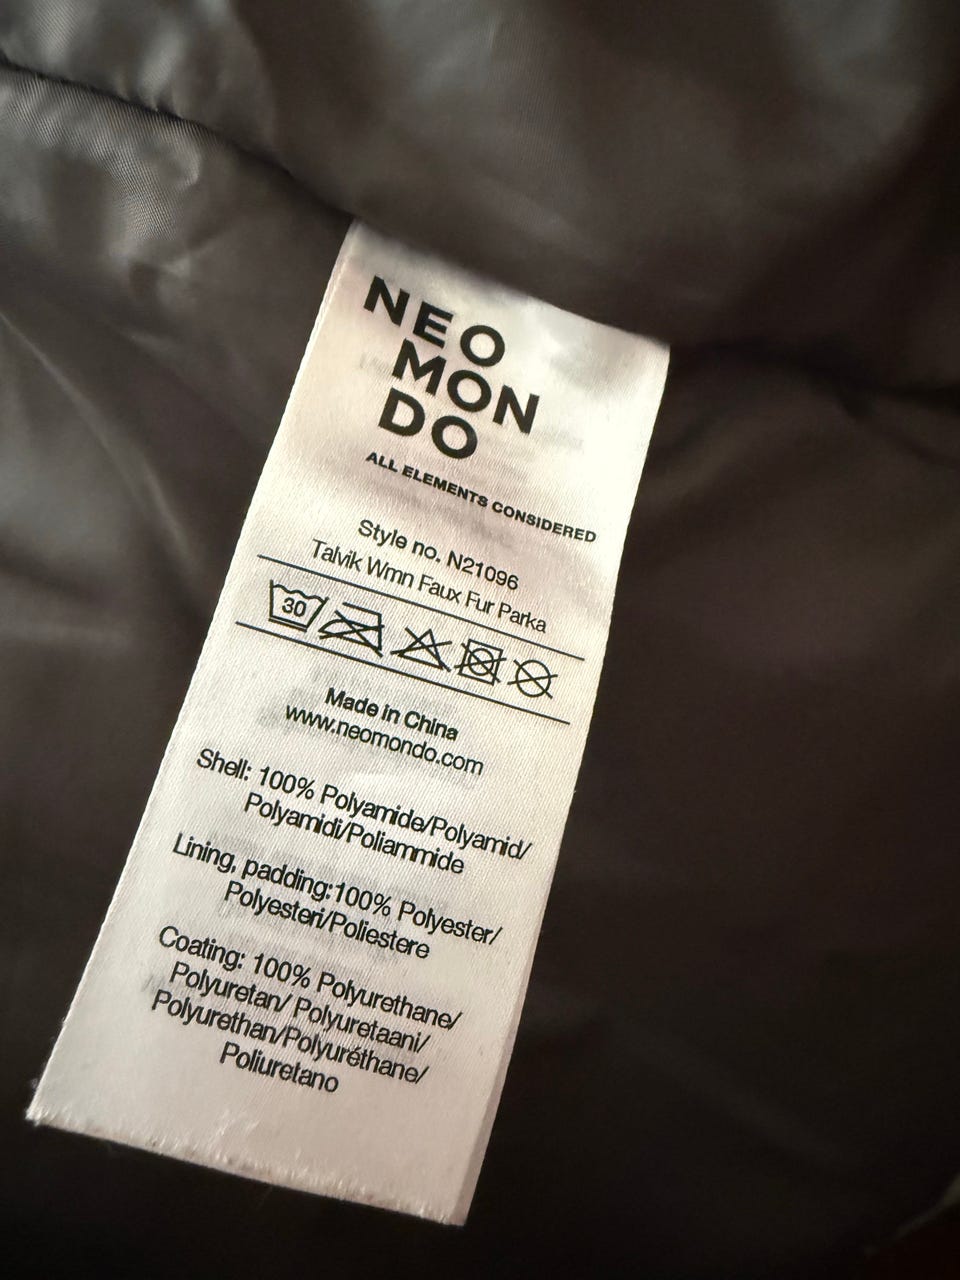 NEO
MON
DO
ALL ELEMENTS CONSIDERED
Style no. N21096
Talvik Wmn Faux Fur Parka
30
Made in China
www.neomondo.com
Shell: 100% Polyamide/Polyamid/
Polyamidi/Poliammide
Lining, padding:100% Polyester/
Polyesteri/Poliestere
Coating: 100% Polyurethane/
Polyuretan/ Polyuretaani/
Polyurethan/Polyuréthane/
Poliuretano